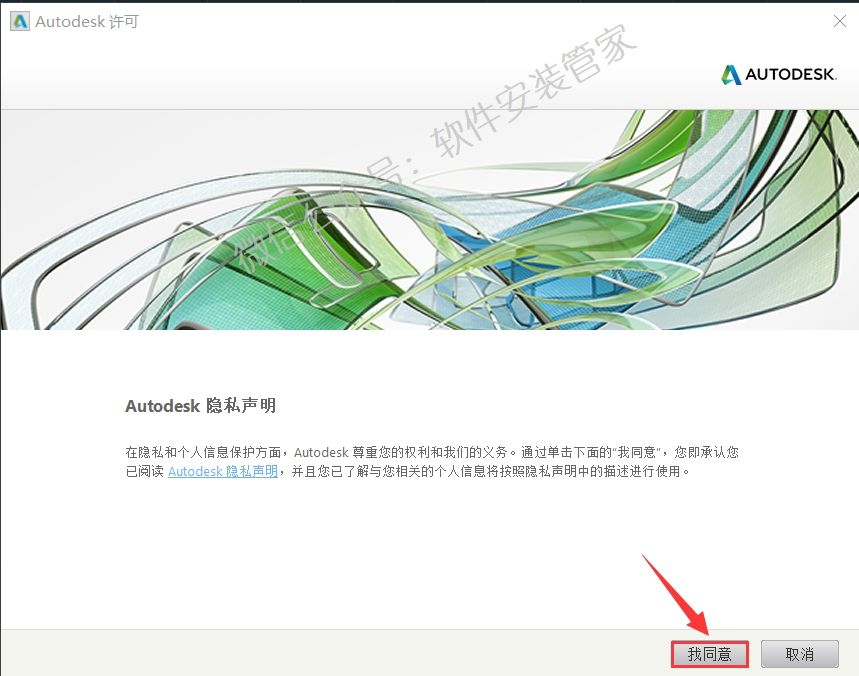 Autodesk 许可
AUTODESK.
微信公众号：软件安装管家
Autodesk 隐私声明
在隐私和个人信息保护方面，Autodesk 尊重您的权利和我们的义务。通过单击下面的“我同意”，您即承认您
已阅读 Autodesk 隐私声明，并且您已了解与您相关的个人信息将按照隐私声明中的描述进行使用。
我同意
取消